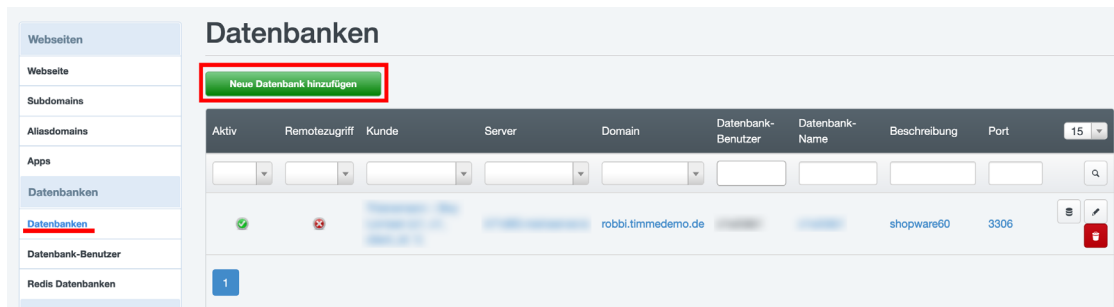 Datenbanken
Webseiten
Webseite
Subdomains
Aliasdomains
Apps
Datenbanken
Datenbanken
Datenbank-Benutzer
Redis Datenbanken
Neue Datenbank hinzufügen
Aktiv Remotezugriff Kunde Server Domain Datenbank-Benutzer Datenbank-Name Beschreibung Port 15
robbi.timmedemo.de shopware60 3306
1